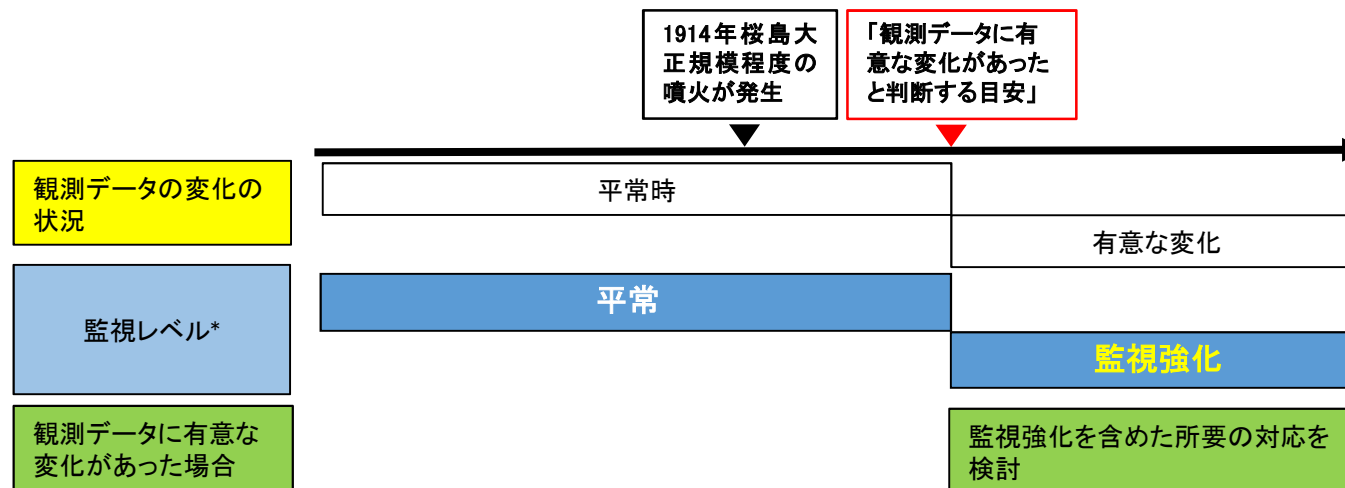 1914年桜島大
正規模程度の
噴火が発生
「観測データに有
意な変化があった
と判断する目安」
観測データの変化の
状況
平常時
有意な変化
監視レベル*
平常
監視強化
観測データに有意な
変化があった場合
監視強化を含めた所要の対応を
検討